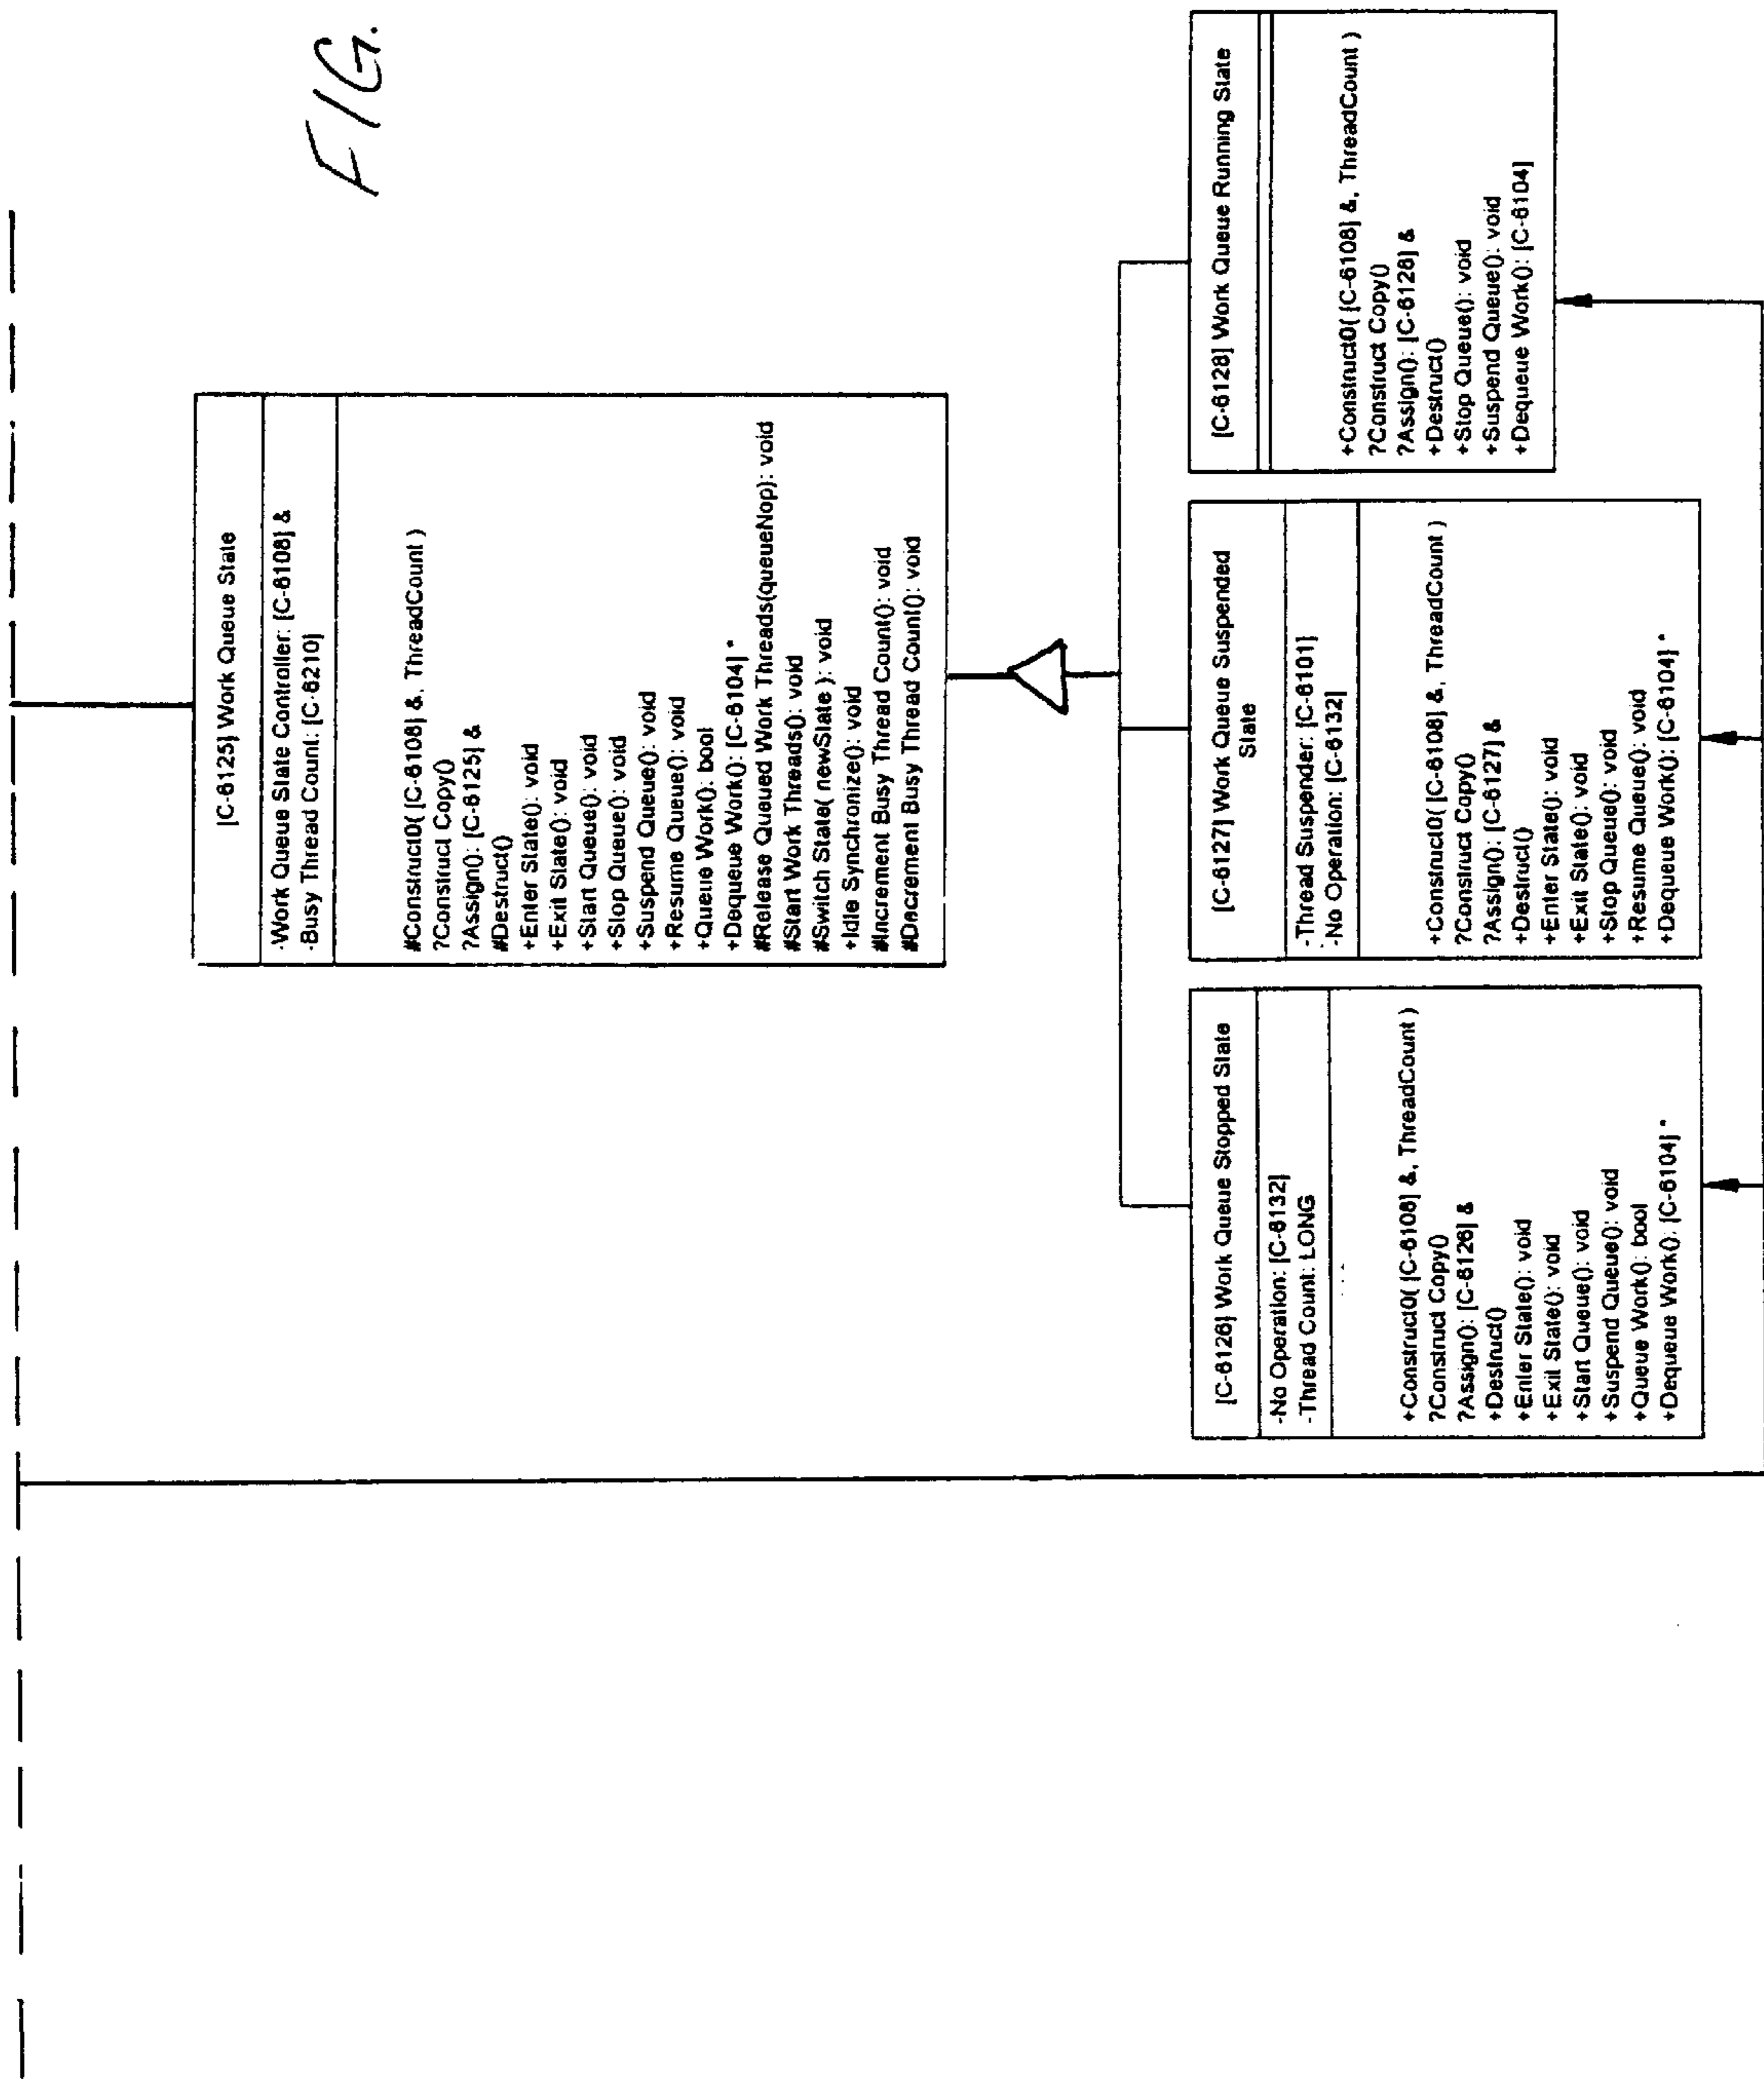 FIG.
[C-6125] Work Queue State
-Work Queue State Controller: [C-6108] &
-Busy Thread Count: [C-6210]
#Construct0( [C-6108] &, ThreadCount )
?Construct Copy()
?Assign(): [C-6125] &
#Destruct()
+Enter State(): void
+Exit State(): void
+Start Queue(): void
+Stop Queue(): void
+Suspend Queue(): void
+Resume Queue(): void
+Queue Work(): bool
+Dequeue Work(): [C-6104] *
#Release Queued Work Threads(queueNop): void
#Start Work Threads(): void
#Switch State( newState ): void
+Idle Synchronize(): void
#Increment Busy Thread Count(): void
#Decrement Busy Thread Count(): void
[C-6126] Work Queue Stopped State
-No Operation: [C-6132]
-Thread Count: LONG
+Construct0( [C-6108] &, ThreadCount )
?Construct Copy()
?Assign(): [C-6126] &
+Destruct()
+Enter State(): void
+Exit State(): void
+Start Queue(): void
+Suspend Queue(): void
+Queue Work(): bool
+Dequeue Work(): [C-6104] *
[C-6127] Work Queue Suspended
State
-Thread Suspender: [C-6101]
-No Operation: [C-6132]
+Construct0( [C-6108] &, ThreadCount )
?Construct Copy()
?Assign(): [C-6127] &
+Destruct()
+Enter State(): void
+Exit State(): void
+Stop Queue(): void
+Resume Queue(): void
+Dequeue Work(): [C-6104] *
[C-6128] Work Queue Running State
+Construct0( [C-6108] &, ThreadCount )
?Construct Copy()
?Assign(): [C-6128] &
+Destruct()
+Stop Queue(): void
+Suspend Queue(): void
+Dequeue Work(): [C-6104]